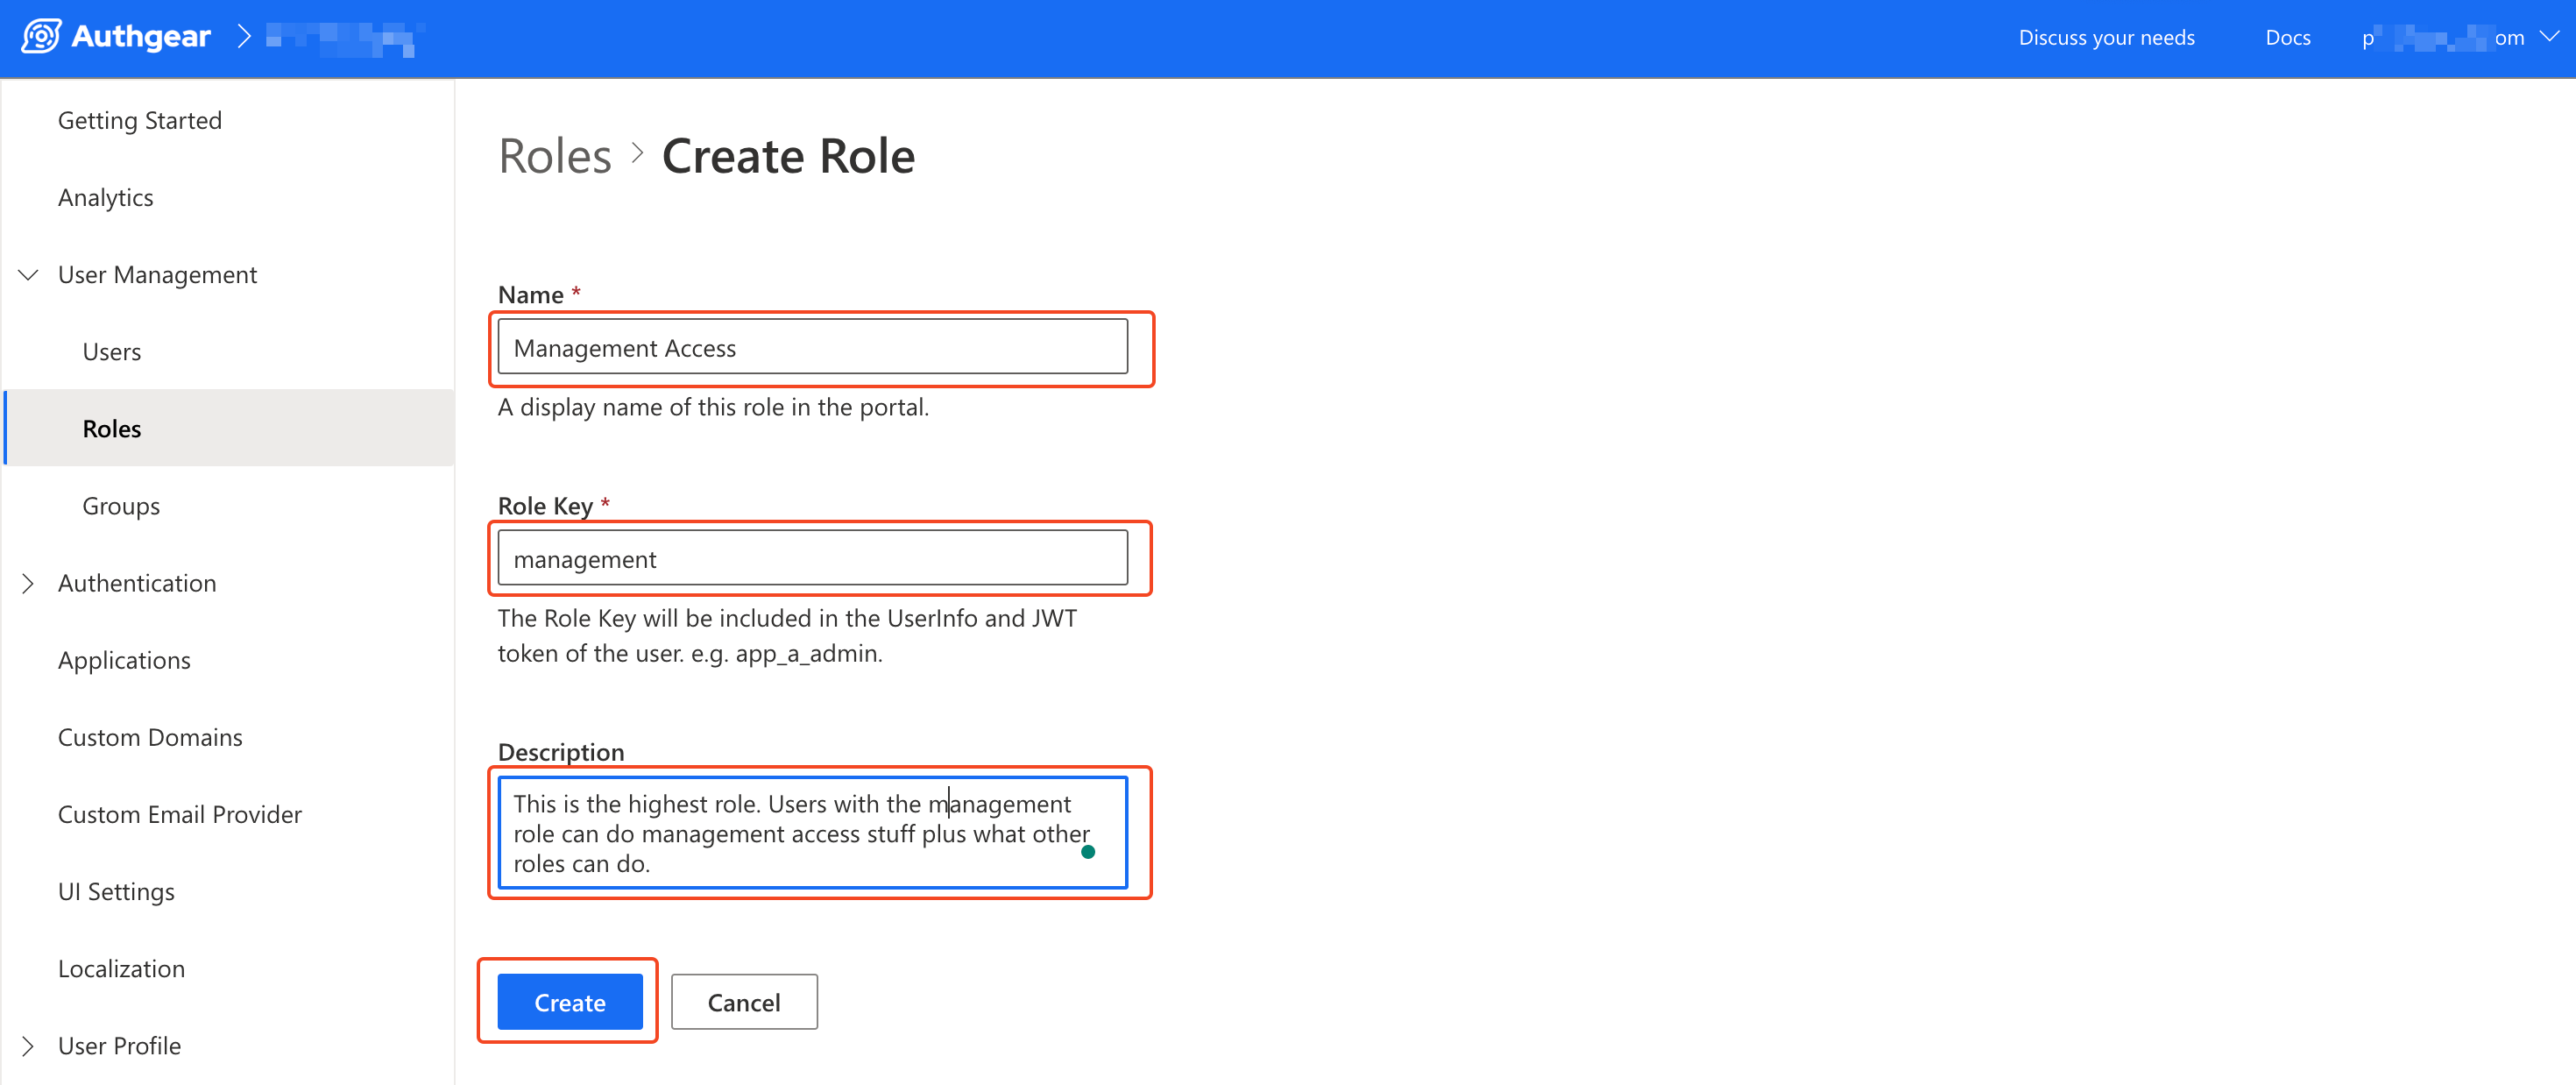 Authgear
Discuss your needs
Docs
Getting Started
Analytics
User Management
Users
Roles
Groups
Authentication
Applications
Custom Domains
Custom Email Provider
UI Settings
Localization
User Profile
Roles > Create Role
Name *
Management Access
A display name of this role in the portal.
Role Key *
management
The Role Key will be included in the UserInfo and JWT
token of the user. e.g. app_a_admin.
Description
This is the highest role. Users with the management
role can do management access stuff plus what other
roles can do.
Create
Cancel